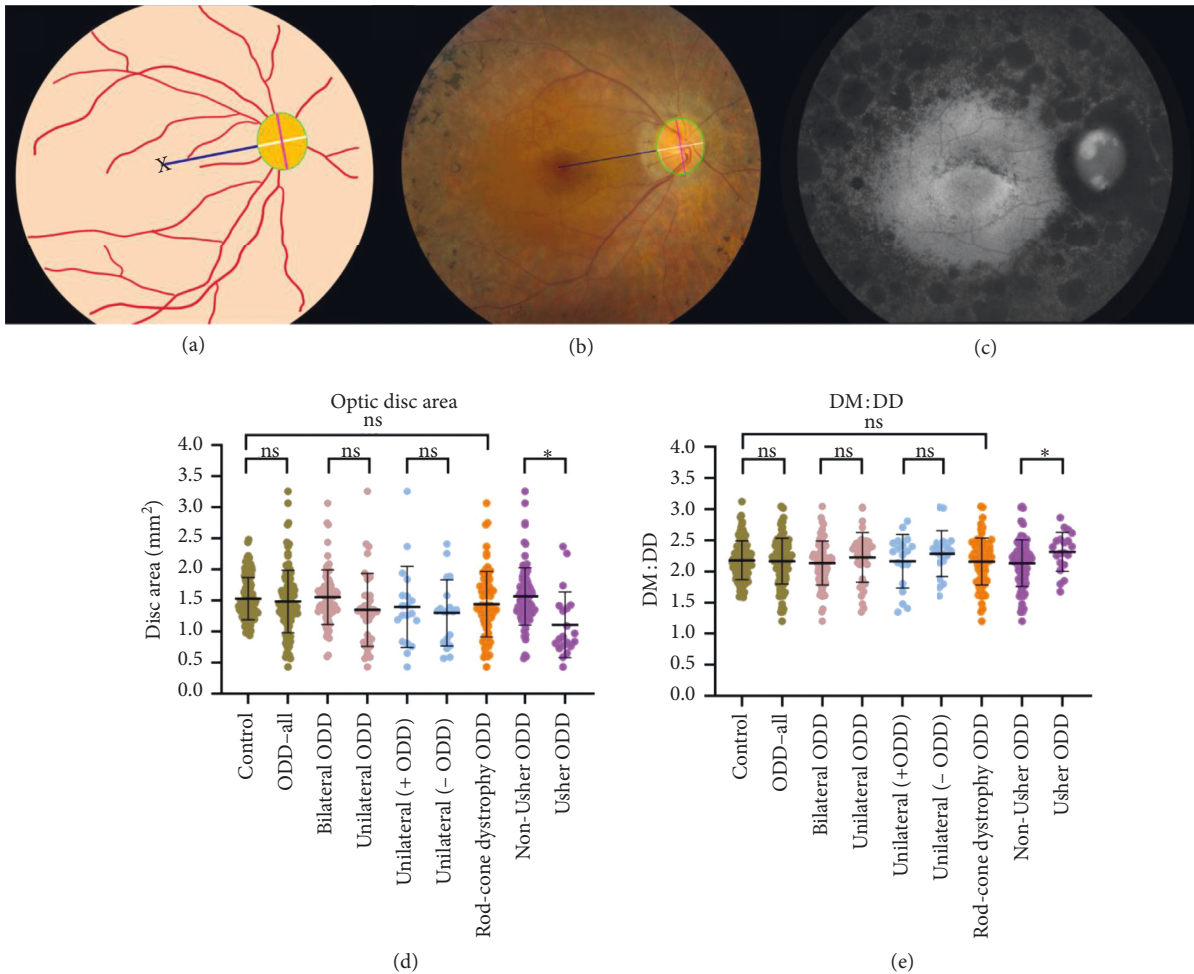 X
(a)
(b)
(c)
Optic disc area
ns
ns
ns
ns
*
4.0
3.5
3.0
2.5
2.0
1.5
1.0
0.5
0.0
Disc area (mm²)
Control
ODD–all
Bilateral ODD
Unilateral ODD
Unilateral (+ ODD)
Unilateral (– ODD)
Rod-cone dystrophy ODD
Non-Usher ODD
Usher ODD
(d)
DM:DD
ns
ns
ns
ns
*
4.0
3.5
3.0
2.5
2.0
1.5
1.0
0.5
0.0
DM:DD
Control
ODD–all
Bilateral ODD
Unilateral ODD
Unilateral (+ODD)
Unilateral (– ODD)
Rod-cone dystrophy ODD
Non-Usher ODD
Usher ODD
(e)